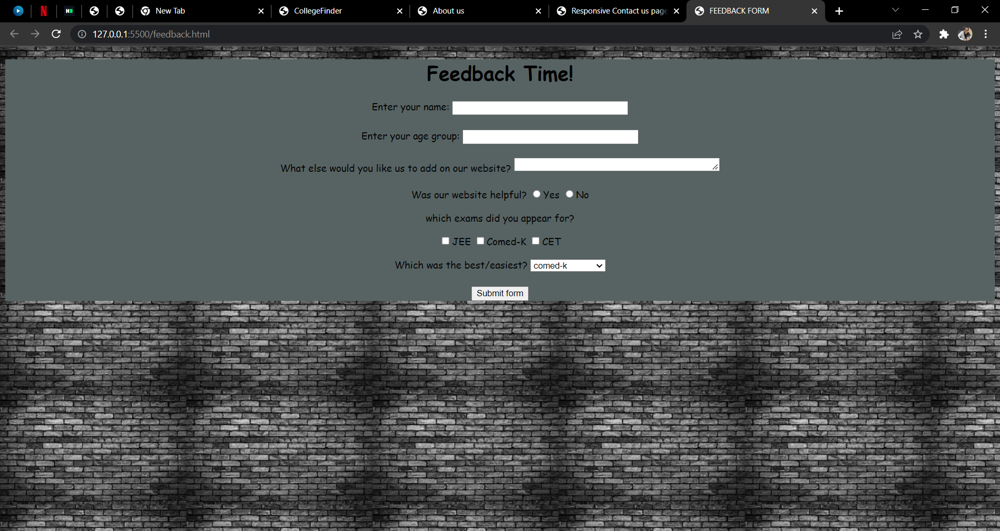 New Tab
CollegeFinder
About us
Responsive Contact us page
FEEDBACK FORM
127.0.0.1:5500/feedback.html
Feedback Time!
Enter your name:
Enter your age group:
What else would you like us to add on our website?
Was our website helpful? Yes No
which exams did you appear for?
JEE Comed-K CET
Which was the best/easiest? comed-k
Submit form